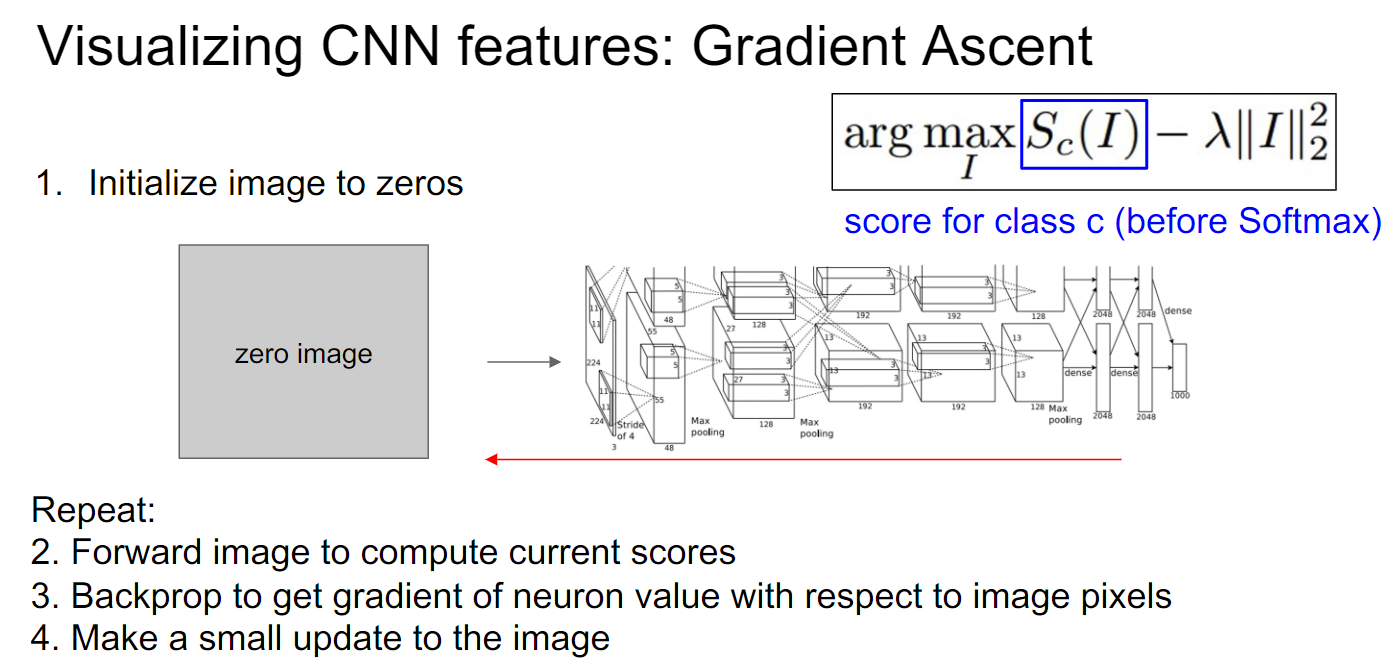 Visualizing CNN features: Gradient Ascent
arg max S_c(I) − λ‖I‖₂²
I
score for class c (before Softmax)
1. Initialize image to zeros
zero image
11
11
224
11
11
224
3
Stride
of 4
55
5
5
48
5
5
55
48
27
3
3
3
128
3
3
27
3
3
128
Max
pooling
3
3
192
13
13
3
3
192
Max
pooling
3
3
192
13
3
3
13
192
128
13
13
128
Max
pooling
2048
2048
dense
dense
dense
2048
2048
1000
Repeat:
2. Forward image to compute current scores
3. Backprop to get gradient of neuron value with respect to image pixels
4. Make a small update to the image